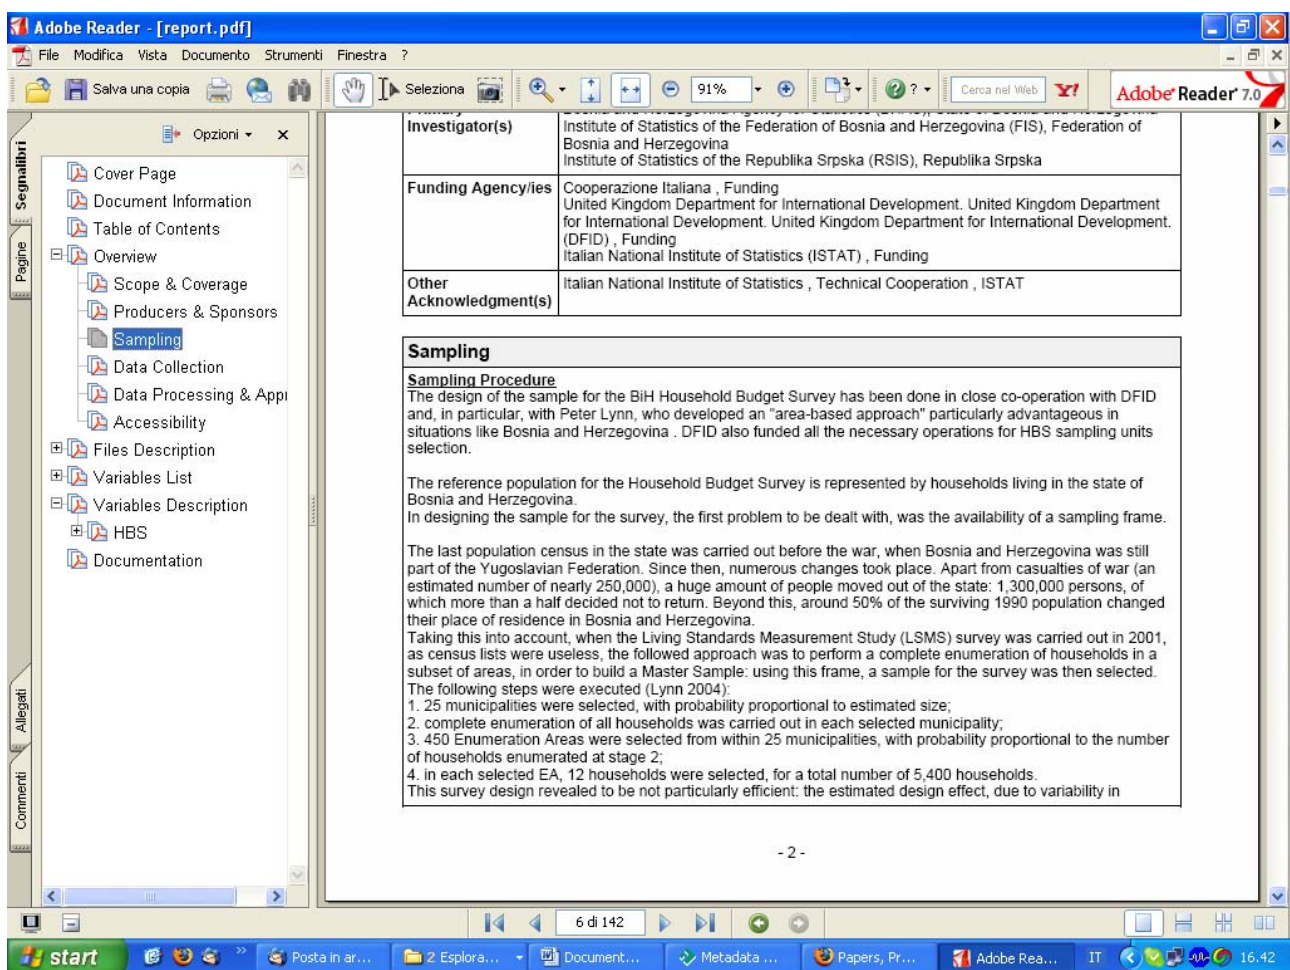 Adobe Reader - [report.pdf]
File Modifica Vista Documento Strumenti Finestra ?
Salva una copia Seleziona 91% ? Cerca nel Web Y! Adobe Reader 7.0
Segnalibri
Pagine
Allegati
Commenti
Opzioni x
Cover Page
Document Information
Table of Contents
Overview
Scope & Coverage
Producers & Sponsors
Sampling
Data Collection
Data Processing & Appr
Accessibility
Files Description
Variables List
Variables Description
HBS
Documentation
Primary Bosnia and Herzegovina Agency for Statistics (BHAS), State of Bosnia and Herzegovina
Investigator(s) Institute of Statistics of the Federation of Bosnia and Herzegovina (FIS), Federation of
Bosnia and Herzegovina
Institute of Statistics of the Republika Srpska (RSIS), Republika Srpska
Funding Agency/ies Cooperazione Italiana , Funding
United Kingdom Department for International Development. United Kingdom Department
for International Development. United Kingdom Department for International Development.
(DFID) , Funding
Italian National Institute of Statistics (ISTAT) , Funding
Other Italian National Institute of Statistics , Technical Cooperation , ISTAT
Acknowledgment(s)
Sampling
Sampling Procedure
The design of the sample for the BiH Household Budget Survey has been done in close co-operation with DFID
and, in particular, with Peter Lynn, who developed an "area-based approach" particularly advantageous in
situations like Bosnia and Herzegovina . DFID also funded all the necessary operations for HBS sampling units
selection.
The reference population for the Household Budget Survey is represented by households living in the state of
Bosnia and Herzegovina.
In designing the sample for the survey, the first problem to be dealt with, was the availability of a sampling frame.
The last population census in the state was carried out before the war, when Bosnia and Herzegovina was still
part of the Yugoslavian Federation. Since then, numerous changes took place. Apart from casualties of war (an
estimated number of nearly 250,000), a huge amount of people moved out of the state: 1,300,000 persons, of
which more than a half decided not to return. Beyond this, around 50% of the surviving 1990 population changed
their place of residence in Bosnia and Herzegovina.
Taking this into account, when the Living Standards Measurement Study (LSMS) survey was carried out in 2001,
as census lists were useless, the followed approach was to perform a complete enumeration of households in a
subset of areas, in order to build a Master Sample: using this frame, a sample for the survey was then selected.
The following steps were executed (Lynn 2004):
1. 25 municipalities were selected, with probability proportional to estimated size;
2. complete enumeration of all households was carried out in each selected municipality;
3. 450 Enumeration Areas were selected from within 25 municipalities, with probability proportional to the number
of households enumerated at stage 2;
4. in each selected EA, 12 households were selected, for a total number of 5,400 households.
This survey design revealed to be not particularly efficient: the estimated design effect, due to variability in
- 2 -
6 di 142
start Posta in ar... 2 Esplora... Document... Metadata ... Papers, Pr... Adobe Rea... IT 16.42